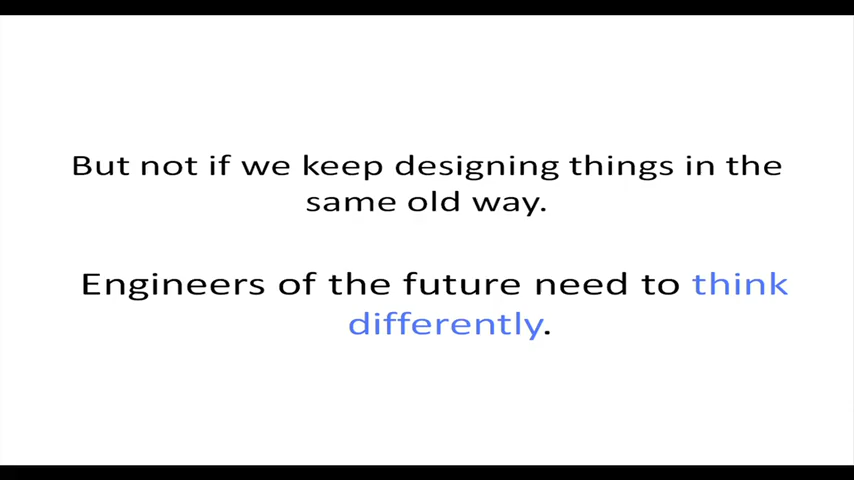 But not if we keep designing things in the
same old way.
Engineers of the future need to think
differently.